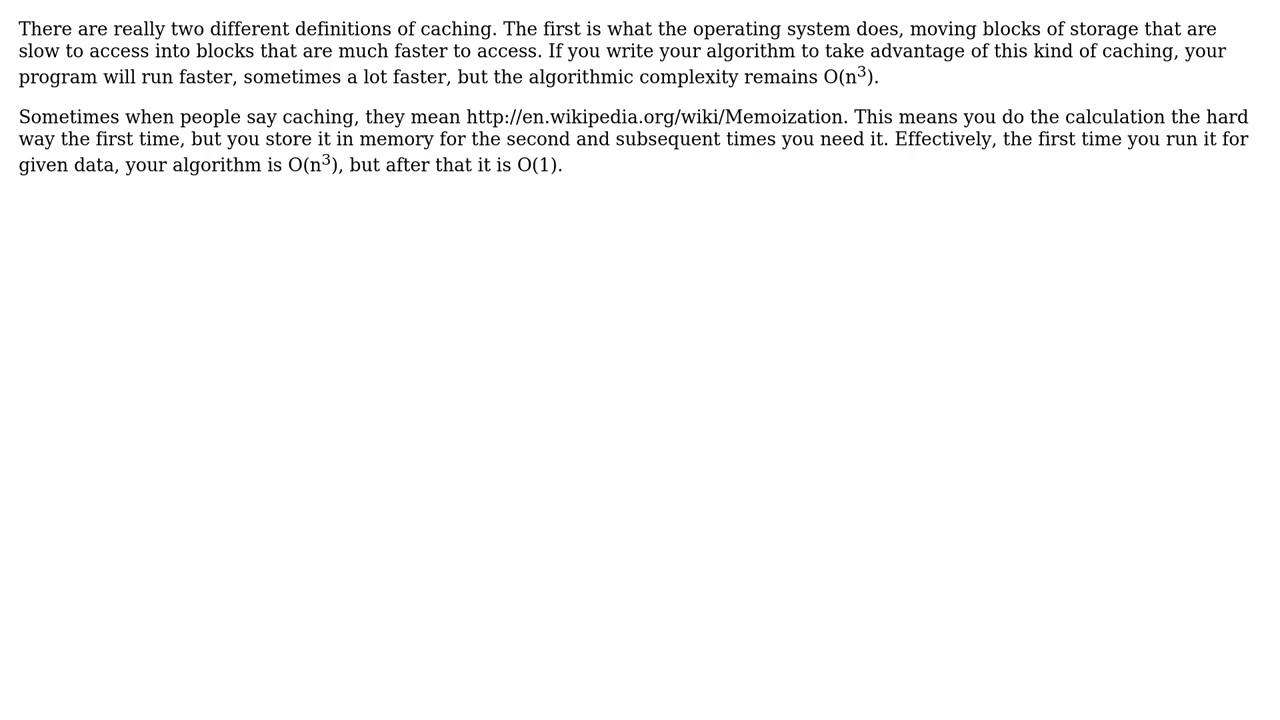 There are really two different definitions of caching. The first is what the operating system does, moving blocks of storage that are
slow to access into blocks that are much faster to access. If you write your algorithm to take advantage of this kind of caching, your
program will run faster, sometimes a lot faster, but the algorithmic complexity remains O(n³).
Sometimes when people say caching, they mean http://en.wikipedia.org/wiki/Memoization. This means you do the calculation the hard
way the first time, but you store it in memory for the second and subsequent times you need it. Effectively, the first time you run it for
given data, your algorithm is O(n³), but after that it is O(1).